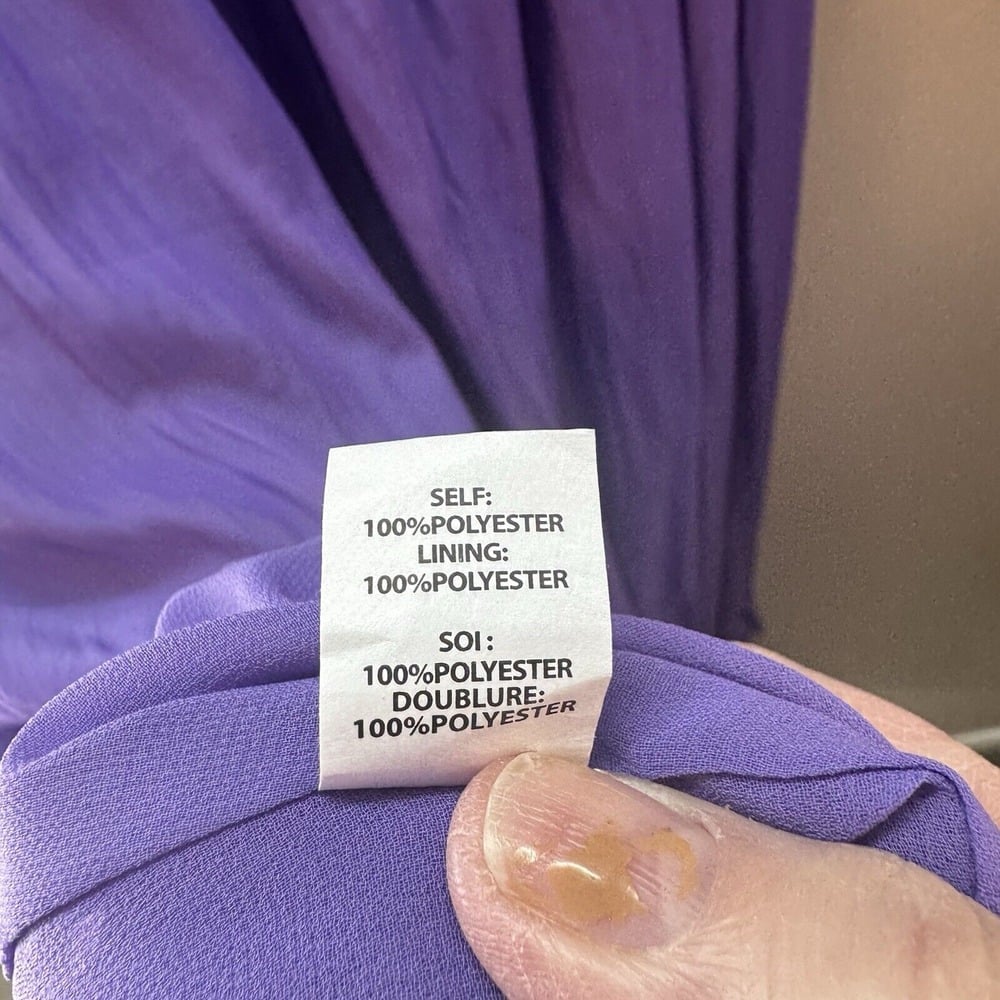 SELF:
100%POLYESTER
LINING:
100%POLYESTER
SOI :
100%POLYESTER
DOUBLURE:
100%POLYESTER